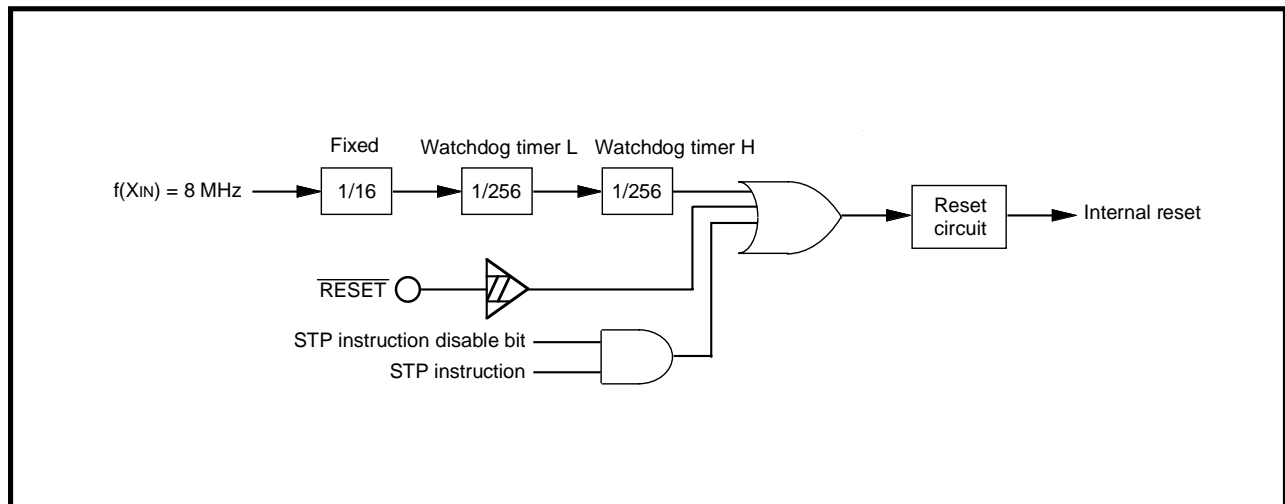 Fixed
Watchdog timer L
Watchdog timer H
f(XIN) = 8 MHz
1/16
1/256
1/256
Reset
circuit
Internal reset
RESET
STP instruction disable bit
STP instruction